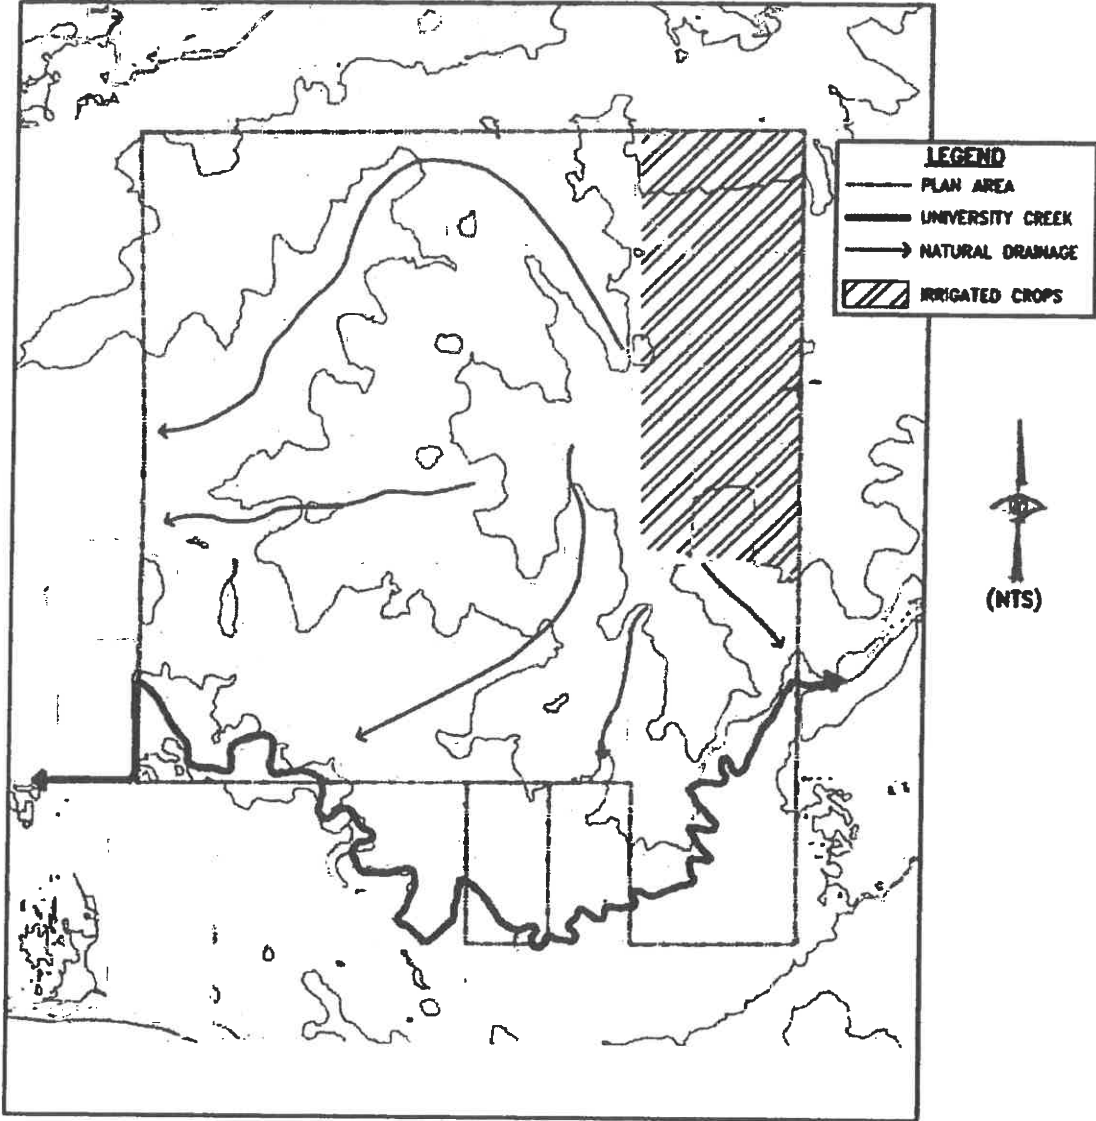 LEGEND
PLAN AREA
UNIVERSITY CREEK
NATURAL DRAINAGE
IRRIGATED CROPS
(NTS)